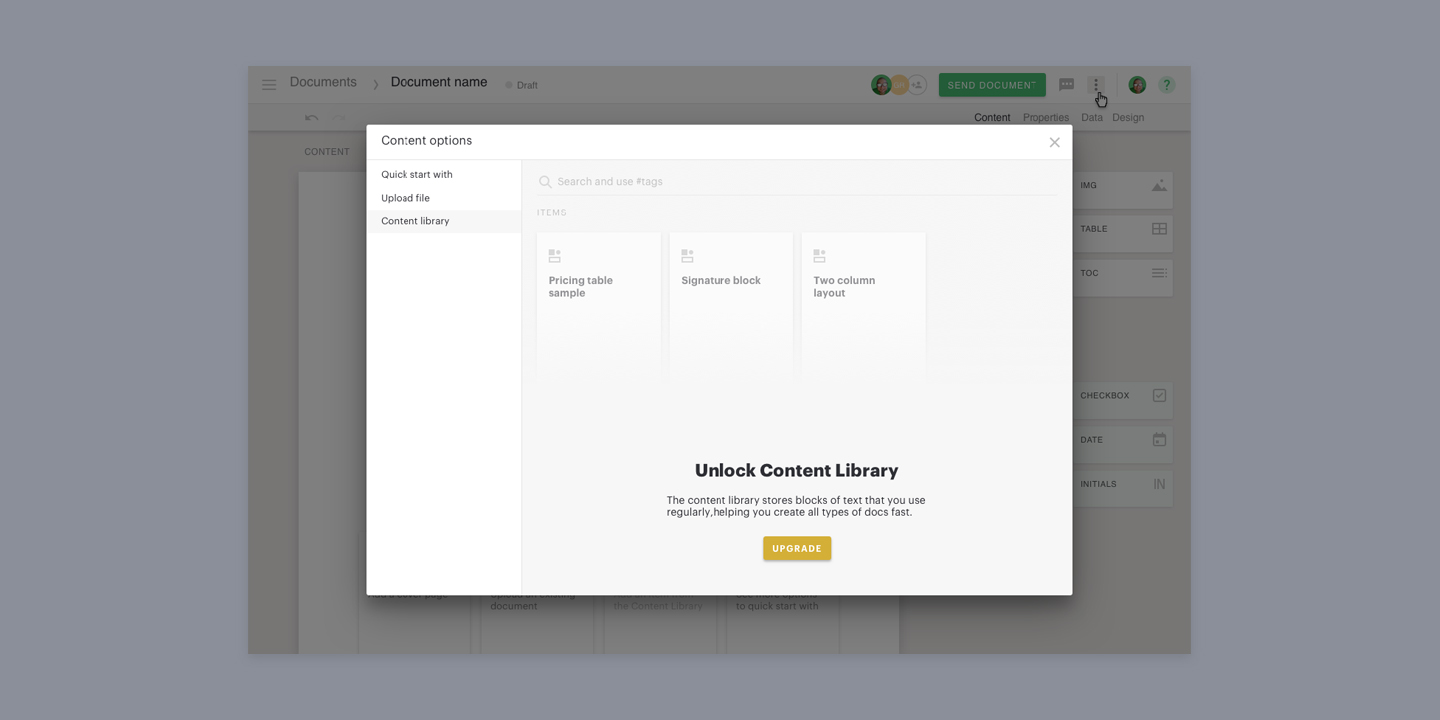 Documents
Document name
Draft
SEND DOCUMENT
?
Content
Properties
Data
Design
CONTENT
Content options
Quick start with
Upload file
Content library
Search and use #tags
ITEMS
Pricing table
sample
Signature block
Two column
layout
Unlock Content Library
The content library stores blocks of text that you use
regularly,helping you create all types of docs fast.
UPGRADE
IMG
TABLE
TOC
CHECKBOX
DATE
INITIALS
IN
document
the Content Library
to quick start with